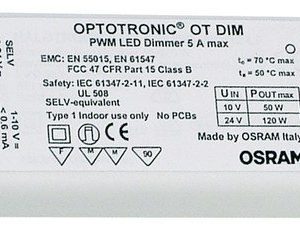 OPTOTRONIC® OT DIM
PWM LED Dimmer 5 A max
EMC: EN 55015, EN 61547
FCC 47 CFR Part 15 Class B
Safety: IEC 61347-2-11, IEC 61347-2-2
UL 508
SELV-equivalent
Type 1 Indoor use only No PCBs
tc = 70 °C max
ta = 50 °C max
UIN POUT max
10 V 50 W
24 V 120 W
Made in Italy
OSRAM
OSRAM
SELV
1-10 V =
< 0.6 mA
F M M 90